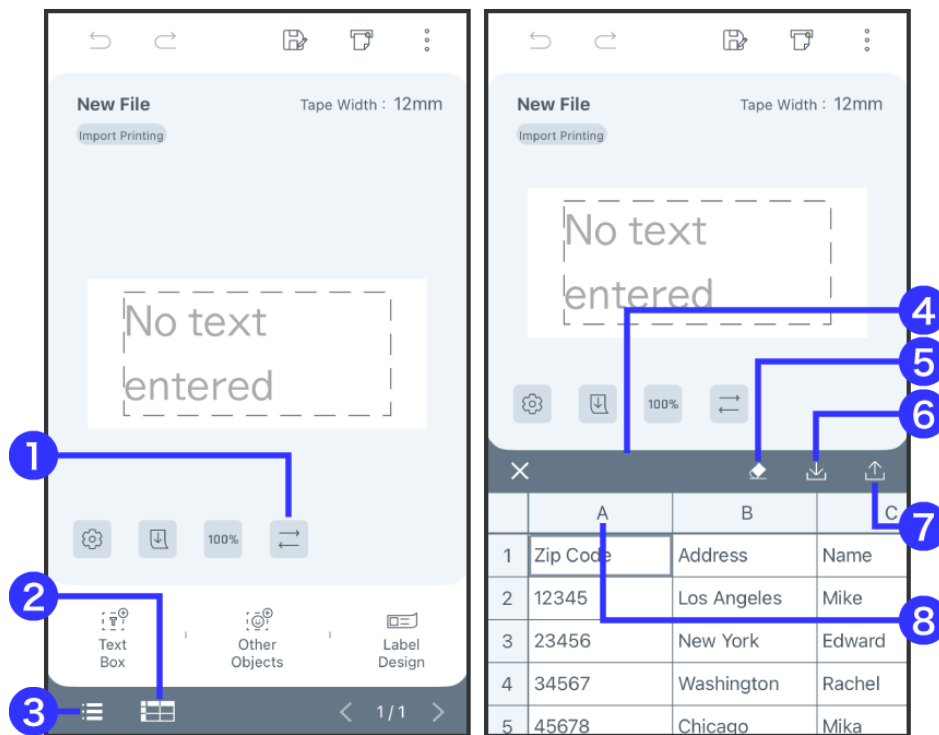 New File
Tape Width : 12mm
Import Printing
No text
entered
1
100%
2
Text
Box
Other
Objects
Label
Design
3
1/1
New File
Tape Width : 12mm
Import Printing
No text
entered
4
5
100%
6
7
A B C
1 Zip Code Address Name
2 12345 Los Angeles Mike
8
3 23456 New York Edward
4 34567 Washington Rachel
5 45678 Chicago Mika